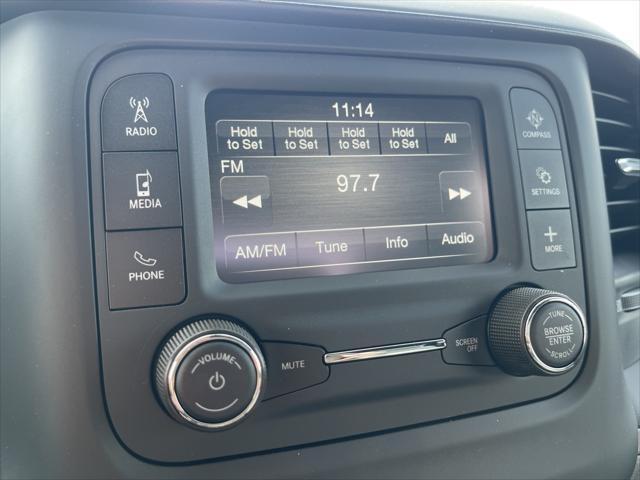 11:14
RADIO
MEDIA
PHONE
Hold to Set Hold to Set Hold to Set Hold to Set All
FM
97.7
AM/FM Tune Info Audio
COMPASS
SETTINGS
MORE
VOLUME
MUTE
SCREEN
OFF
TUNE
BROWSE
ENTER
SCROLL